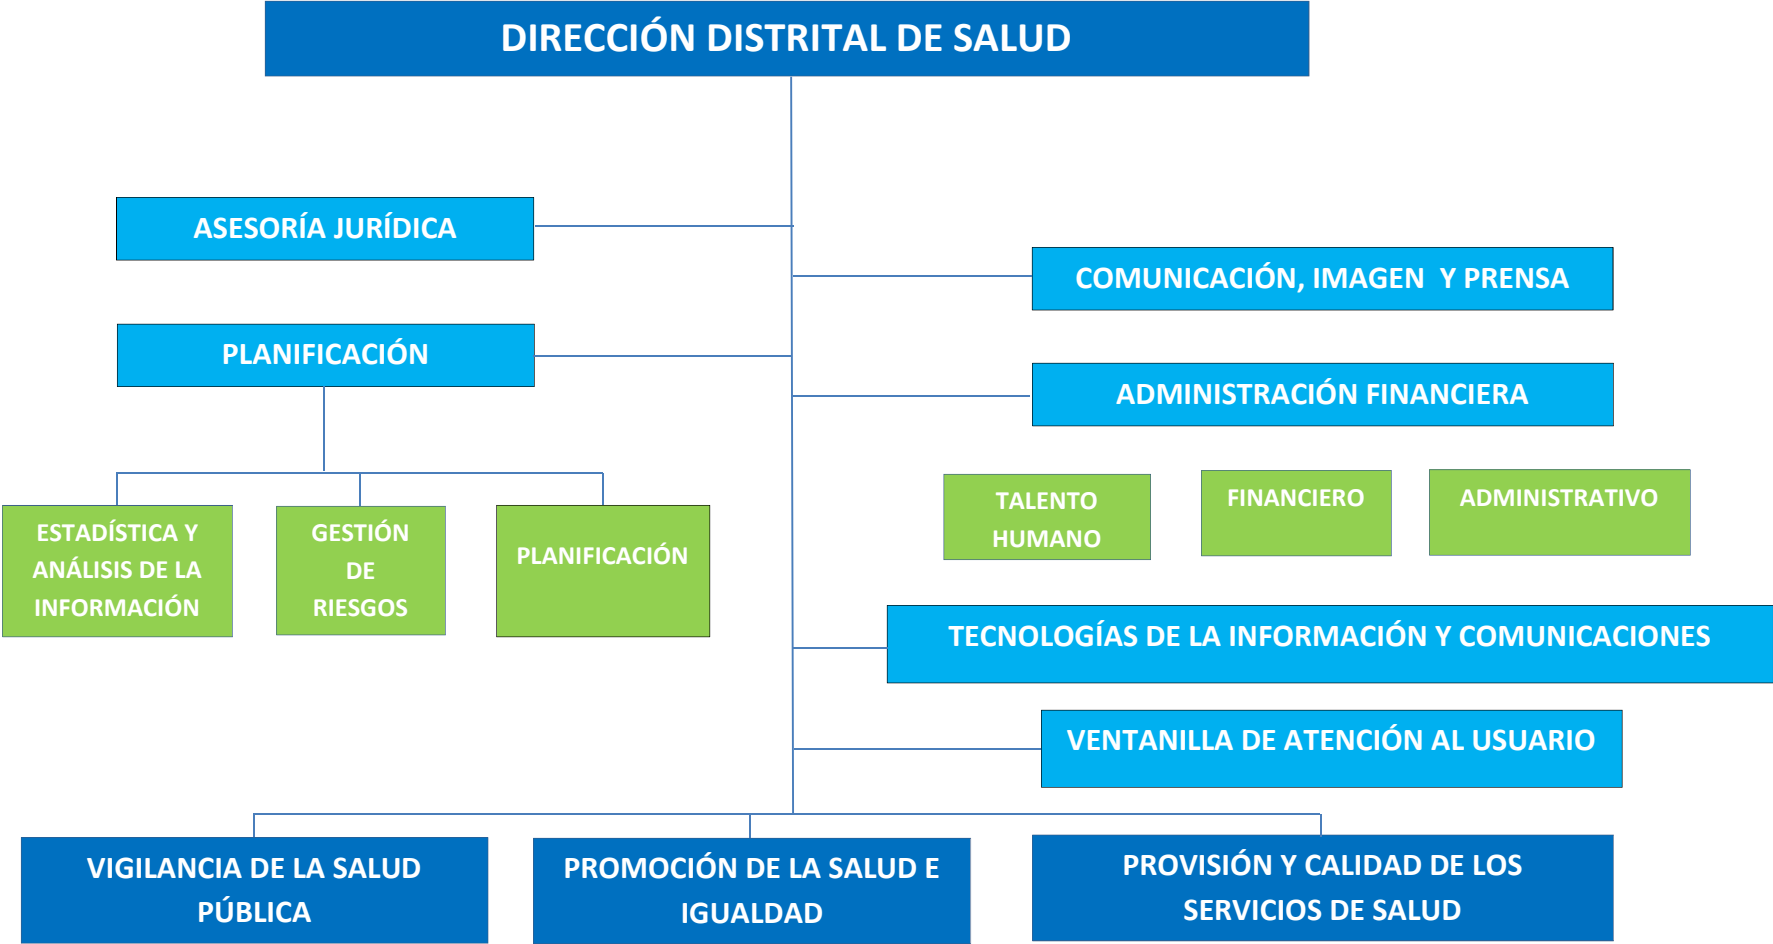 DIRECCIÓN DISTRITAL DE SALUD
ASESORÍA JURÍDICA
COMUNICACIÓN, IMAGEN Y PRENSA
PLANIFICACIÓN
ADMINISTRACIÓN FINANCIERA
ESTADÍSTICA Y
ANÁLISIS DE LA
INFORMACIÓN
GESTIÓN
DE
RIESGOS
PLANIFICACIÓN
TALENTO
HUMANO
FINANCIERO
ADMINISTRATIVO
TECNOLOGÍAS DE LA INFORMACIÓN Y COMUNICACIONES
VENTANILLA DE ATENCIÓN AL USUARIO
VIGILANCIA DE LA SALUD
PÚBLICA
PROMOCIÓN DE LA SALUD E
IGUALDAD
PROVISIÓN Y CALIDAD DE LOS
SERVICIOS DE SALUD